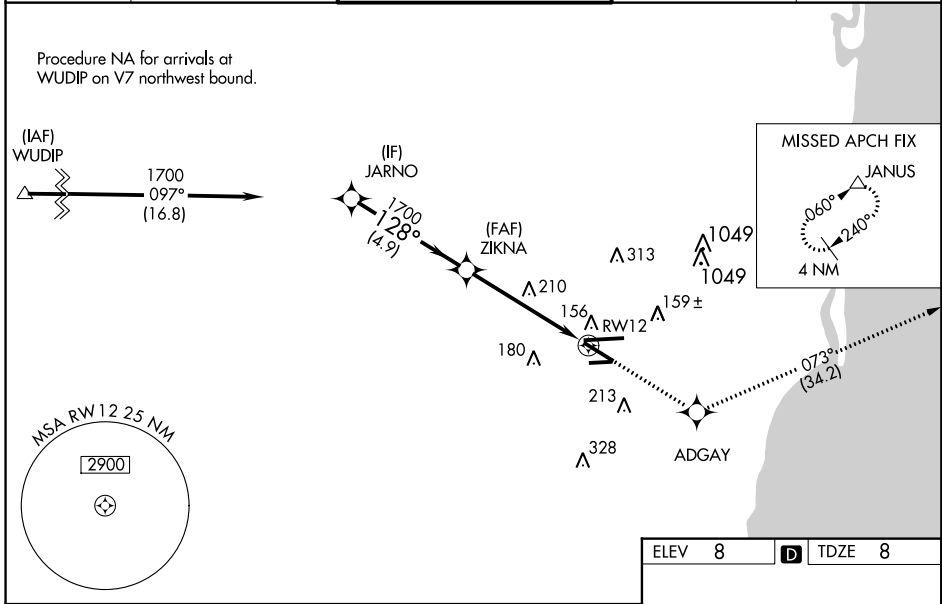 Procedure NA for arrivals at
WUDIP on V7 northwest bound.
(IAF)
WUDIP
1700
097°
(16.8)
(IF)
JARNO
1700
128°
(4.9)
(FAF)
ZIKNA
313
1049
1049
210
156
RW12
159±
180
213
328
ADGAY
073°
(34.2)
MISSED APCH FIX
JANUS
060°
240°
4 NM
MSA RW12 25 NM
2900
ELEV 8 D TDZE 8